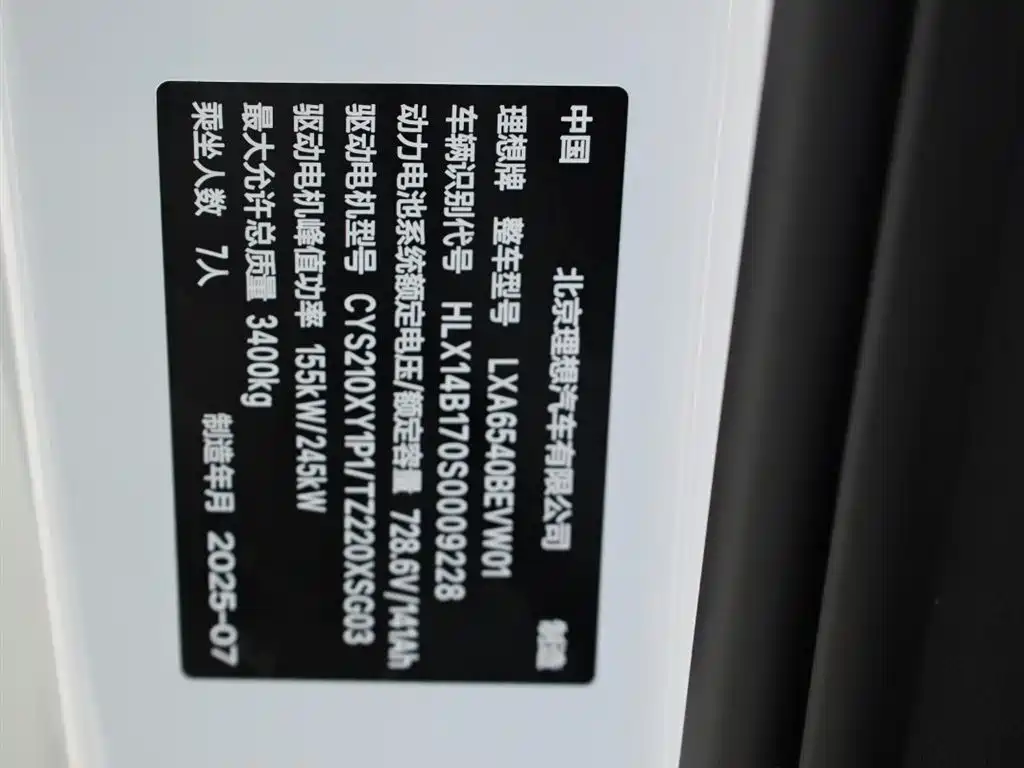 中国 北京理想汽车有限公司 制造
理想牌 整车型号 LXA6540BEVW01
车辆识别代号 HLX14B170S0009228
动力电池系统额定电压/额定容量 728.6V/141Ah
驱动电机型号 CYS210XY1P1/TZ220XSG03
驱动电机峰值功率 155kW/245kW
最大允许总质量 3400kg
乘坐人数 7人 制造年月 2025-07